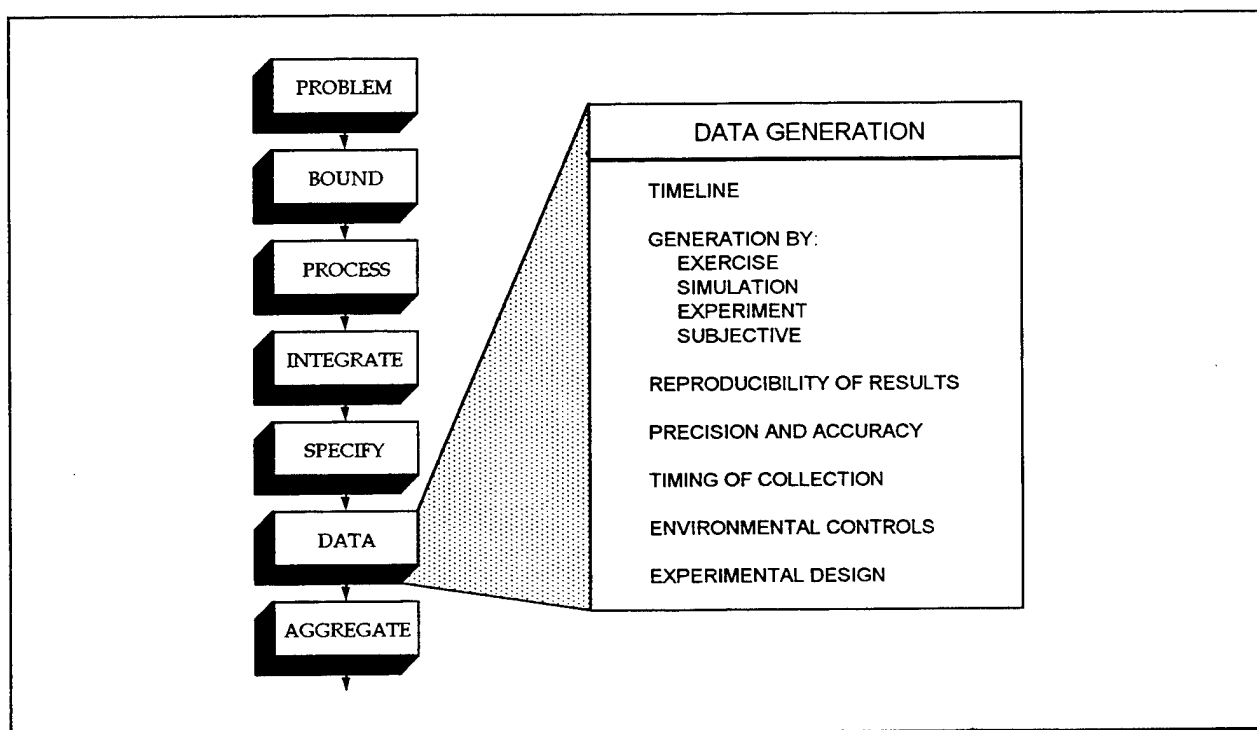 PROBLEM
BOUND
PROCESS
INTEGRATE
SPECIFY
DATA
AGGREGATE
DATA GENERATION
TIMELINE
GENERATION BY:
EXERCISE
SIMULATION
EXPERIMENT
SUBJECTIVE
REPRODUCIBILITY OF RESULTS
PRECISION AND ACCURACY
TIMING OF COLLECTION
ENVIRONMENTAL CONTROLS
EXPERIMENTAL DESIGN